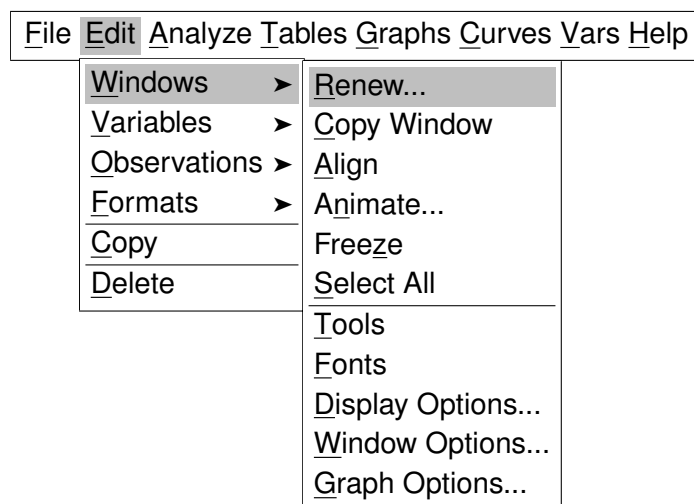 File Edit Analyze Tables Graphs Curves Vars Help
Windows ➤
Variables ➤
Observations ➤
Formats ➤
Copy
Delete
Renew...
Copy Window
Align
Animate...
Freeze
Select All
Tools
Fonts
Display Options...
Window Options...
Graph Options...